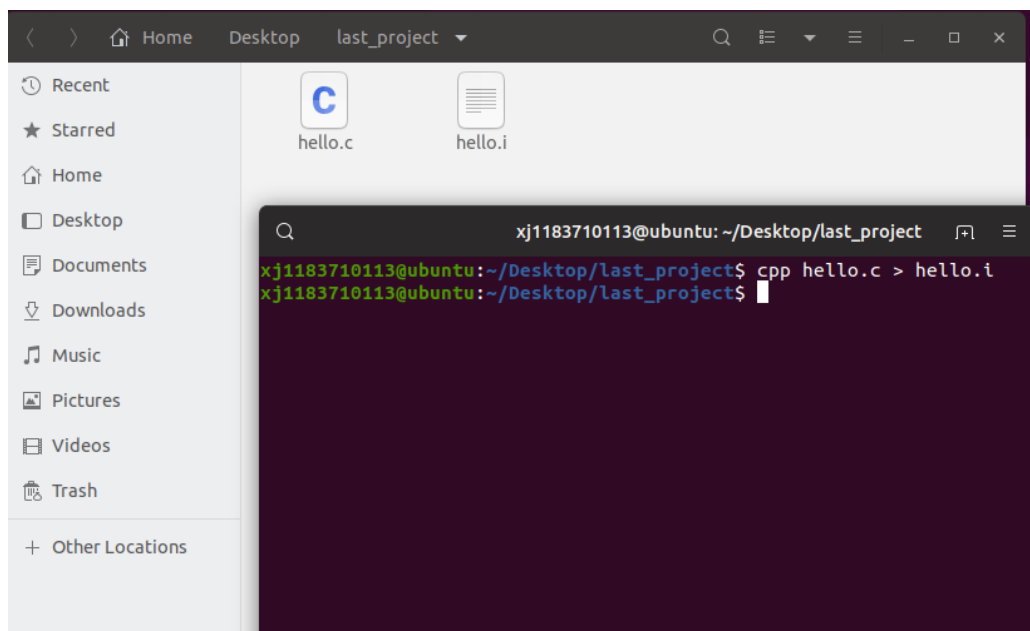 Home Desktop last_project
Recent
Starred
Home
Desktop
Documents
Downloads
Music
Pictures
Videos
Trash
Other Locations
C
hello.c hello.i
xj1183710113@ubuntu: ~/Desktop/last_project
xj1183710113@ubuntu:~/Desktop/last_project$ cpp hello.c > hello.i
xj1183710113@ubuntu:~/Desktop/last_project$